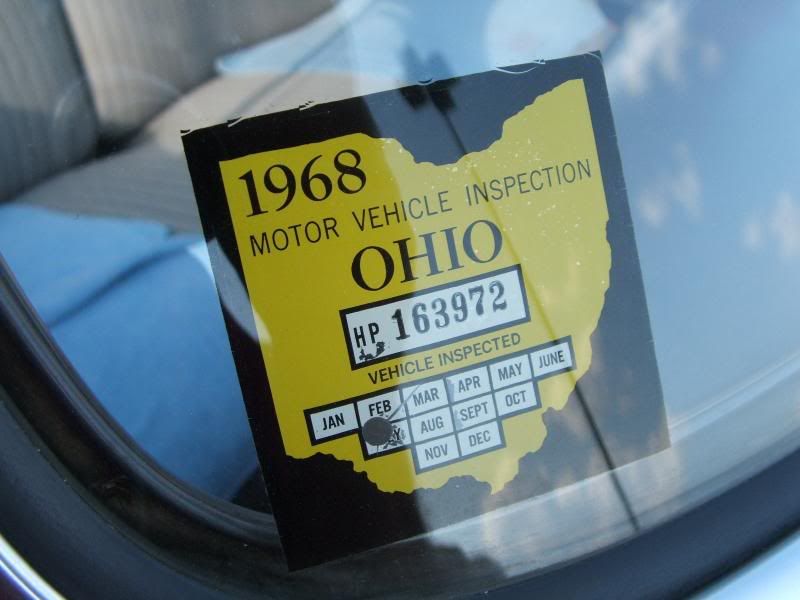 1968
MOTOR VEHICLE INSPECTION
OHIO
HP 163972
VEHICLE INSPECTED
JAN FEB MAR APR MAY JUNE
AUG SEPT OCT
NOV DEC